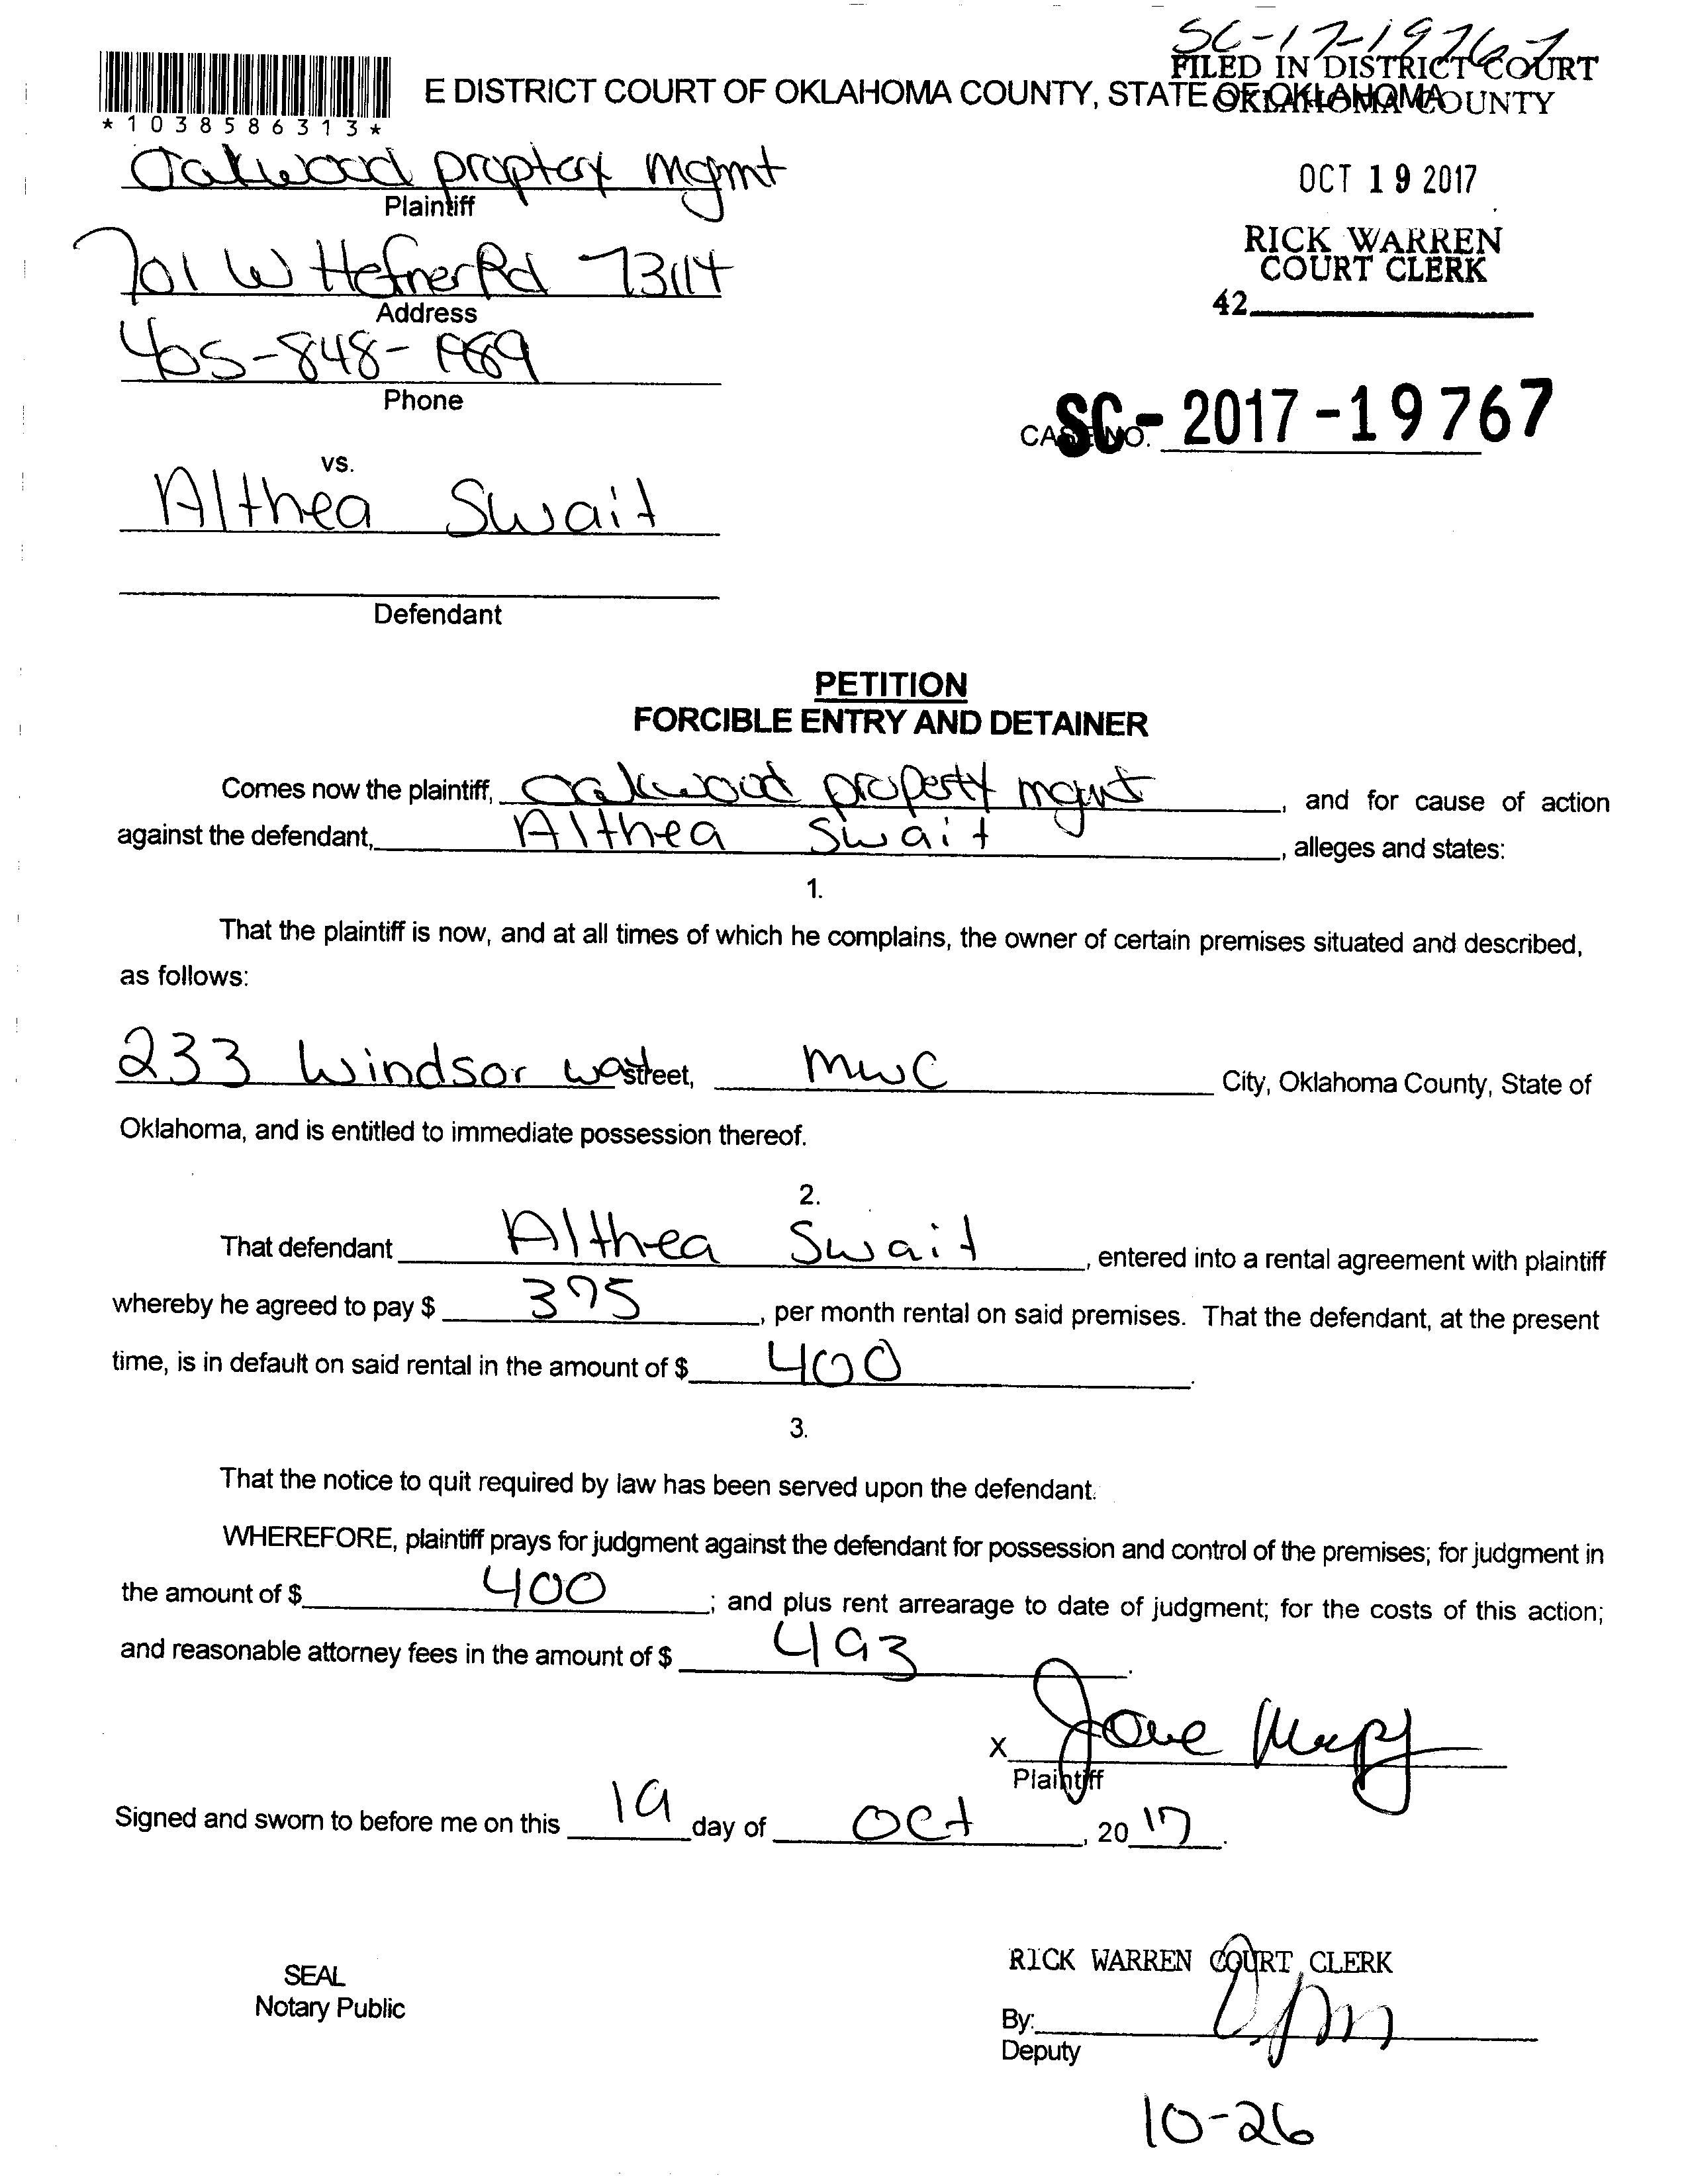 SC-17-19767
FILED IN DISTRICT COURT
OKLAHOMA COUNTY
E DISTRICT COURT OF OKLAHOMA COUNTY, STATE OF OKLAHOMA
*1038586313*
Oakwood proptery mgmt
Plaintiff
OCT 19 2017
RICK WARREN
COURT CLERK
42
701 W Hefner Rd 73114
Address
405-848-1989
Phone
CASE NO. SC-2017-19767
vs.
Althea Swait
Defendant
PETITION
FORCIBLE ENTRY AND DETAINER
Comes now the plaintiff, Oakwood property mgmt, and for cause of action
against the defendant, Althea Swait, alleges and states:
1.
That the plaintiff is now, and at all times of which he complains, the owner of certain premises situated and described,
as follows:
233 Windsor way street, MWC City, Oklahoma County, State of
Oklahoma, and is entitled to immediate possession thereof.
2.
That defendant Althea Swait, entered into a rental agreement with plaintiff
whereby he agreed to pay $ 375, per month rental on said premises. That the defendant, at the present
time, is in default on said rental in the amount of $ 400.
3.
That the notice to quit required by law has been served upon the defendant.
WHEREFORE, plaintiff prays for judgment against the defendant for possession and control of the premises; for judgment in
the amount of $ 400; and plus rent arrearage to date of judgment; for the costs of this action;
and reasonable attorney fees in the amount of $ 493.
X
Plaintiff
Signed and sworn to before me on this 19 day of Oct, 2017.
RICK WARREN COURT CLERK
SEAL
Notary Public
By:
Deputy
10-26